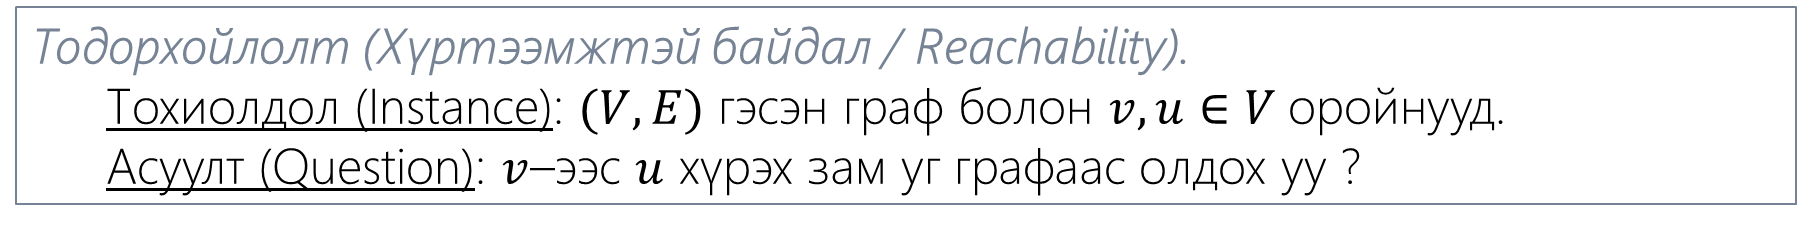 Тодорхойлолт (Хүртээмжтэй байдал / Reachability).
Тохиолдол (Instance): (V, E) гэсэн граф болон v, u ∈ V оройнууд.
Асуулт (Question): v–ээс u хүрэх зам уг графаас олдох уу ?